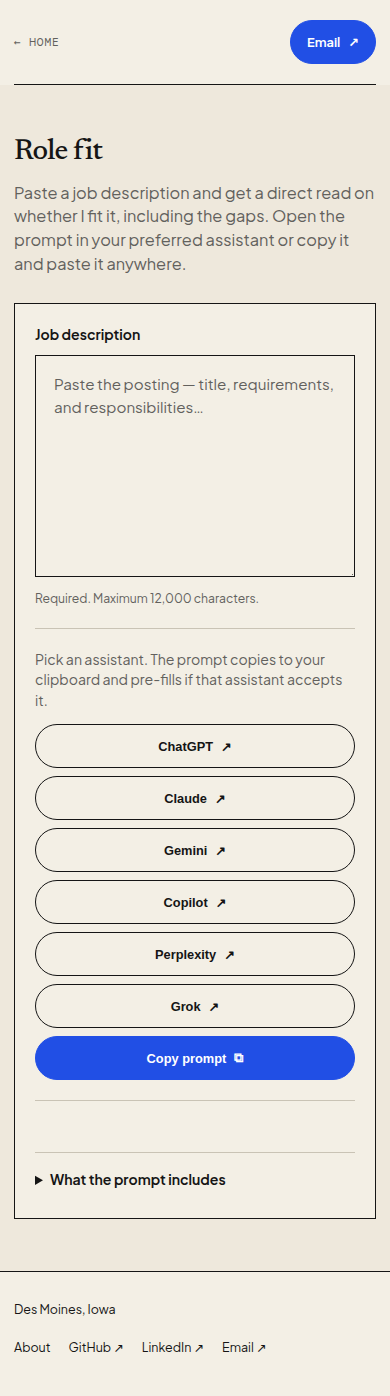 ← HOME
Email ↗
Role fit
Paste a job description and get a direct read on
whether I fit it, including the gaps. Open the
prompt in your preferred assistant or copy it
and paste it anywhere.
Job description
Paste the posting — title, requirements,
and responsibilities…
Required. Maximum 12,000 characters.
Pick an assistant. The prompt copies to your
clipboard and pre-fills if that assistant accepts
it.
ChatGPT ↗
Claude ↗
Gemini ↗
Copilot ↗
Perplexity ↗
Grok ↗
Copy prompt ⧉
▶ What the prompt includes
Des Moines, Iowa
About GitHub ↗ LinkedIn ↗ Email ↗